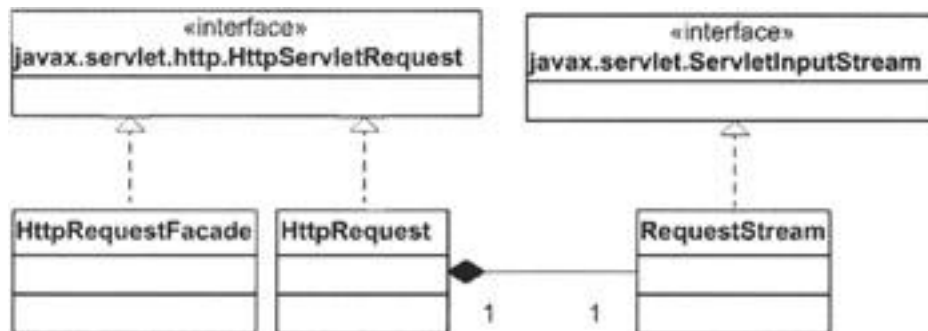 «interface»
javax.servlet.http.HttpServletRequest
«interface»
javax.servlet.ServletInputStream
HttpRequestFacade
HttpRequest
RequestStream
1
1